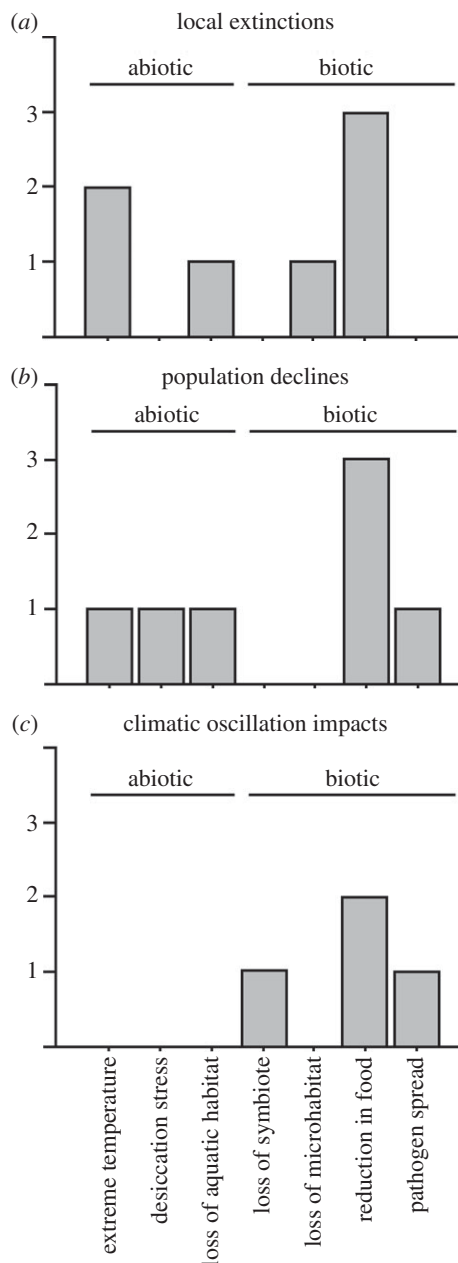 (a) local extinctions
abiotic biotic
3
2
1
(b) population declines
abiotic biotic
3
2
1
(c) climatic oscillation impacts
abiotic biotic
3
2
1
extreme temperature
desiccation stress
loss of aquatic habitat
loss of symbiote
loss of microhabitat
reduction in food
pathogen spread